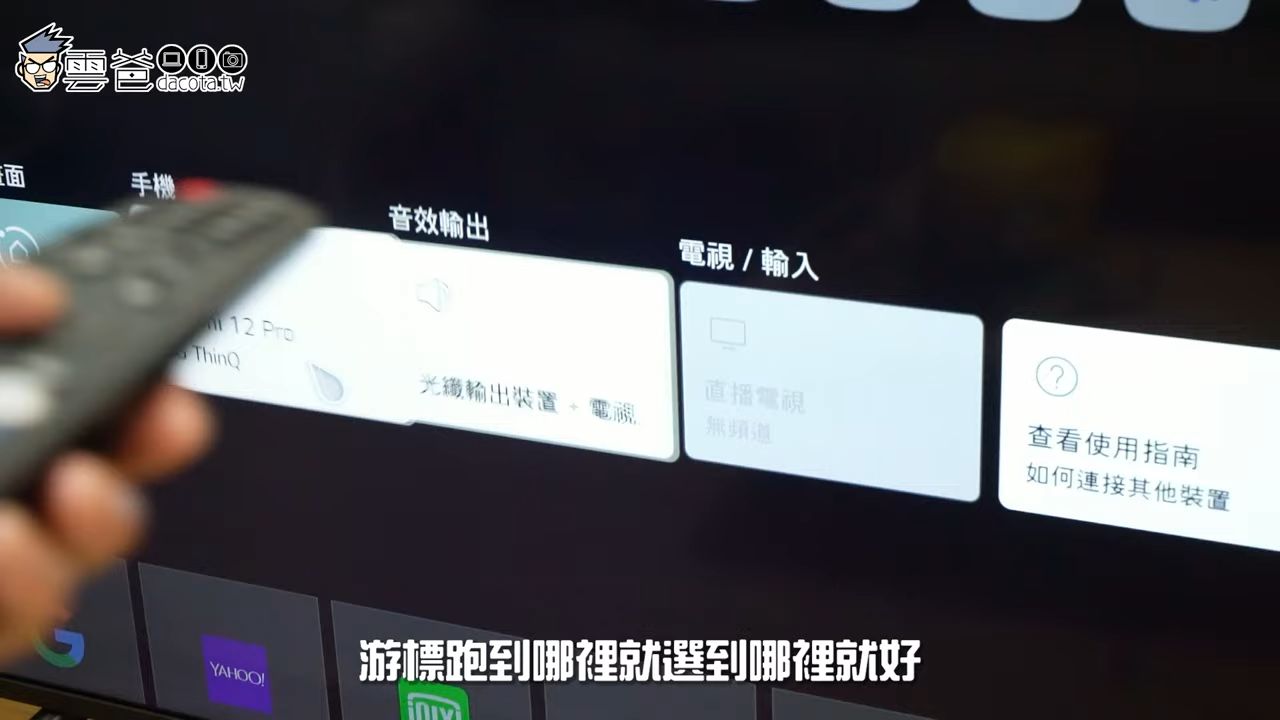 雲爸
dacota.tw
面
手機
音效輸出
電視 / 輸入
12 Pro
ThinQ
光纖輸出裝置 + 電視
直播電視
無頻道
查看使用指南
如何連接其他裝置
G
YAHOO!
游標跑到哪裡就選到哪裡就好